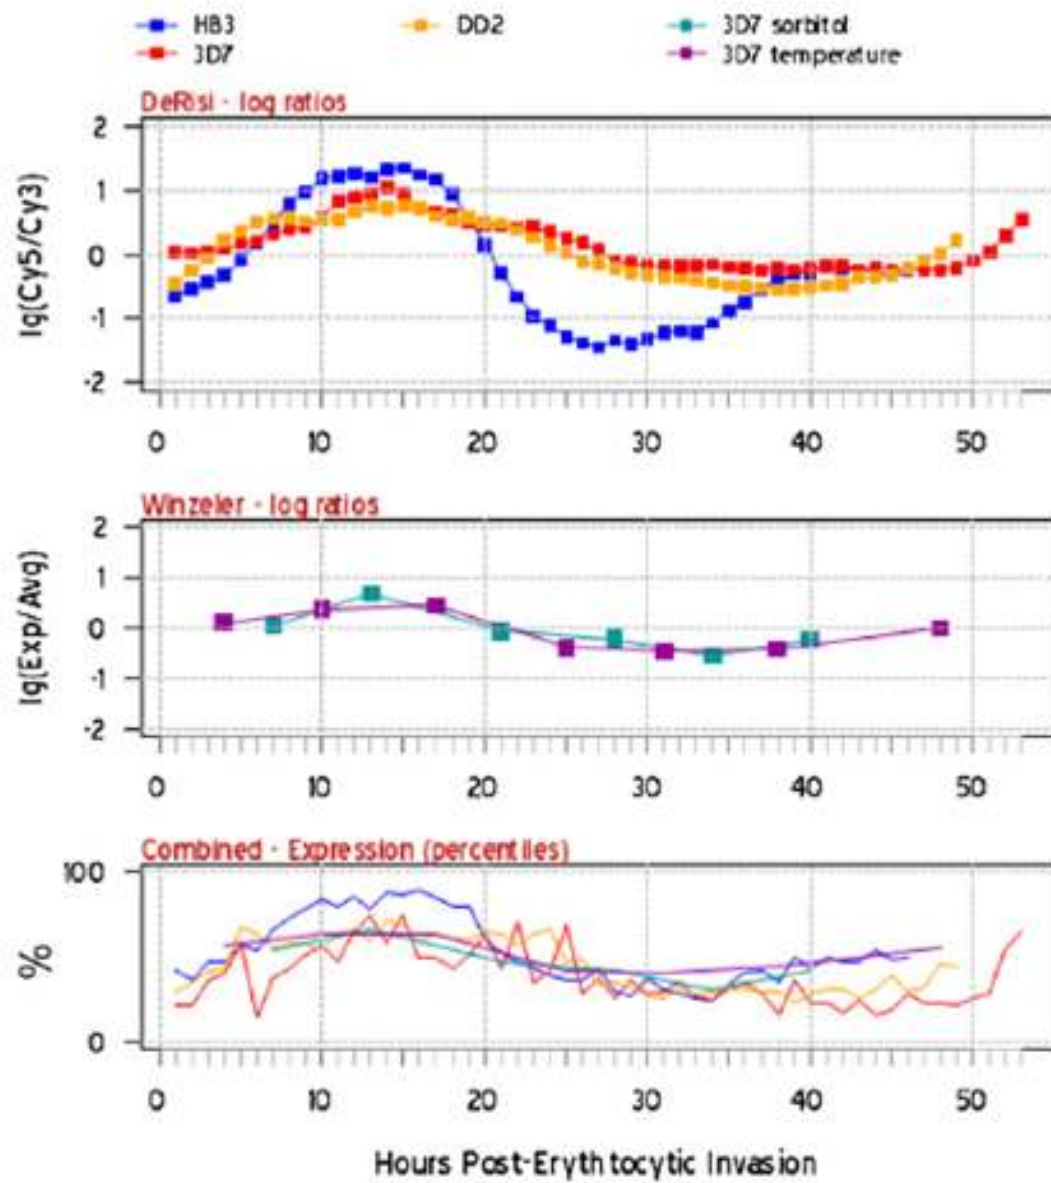 HB3 DD2 3D7 sorbitol
3D7 3D7 temperature
DeRisi - log ratios
lg(Cy5/Cy3)
2
1
0
-1
-2
0 10 20 30 40 50
Winzeler - log ratios
lg(Exp/Avg)
2
1
0
-1
-2
0 10 20 30 40 50
Combined - Expression (percentiles)
%
100
0
0 10 20 30 40 50
Hours Post-Erythtocytic Invasion